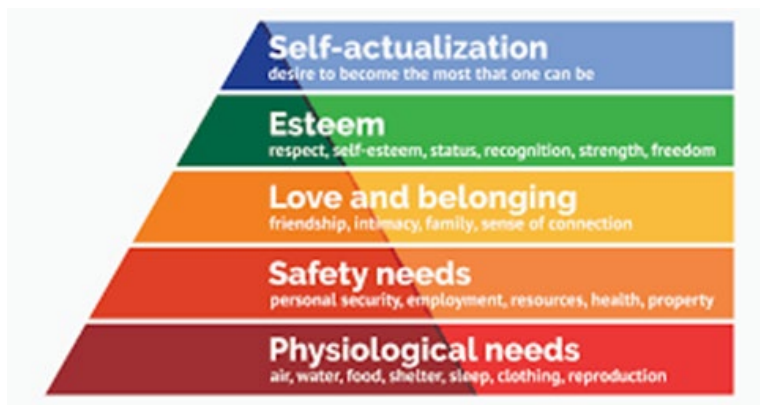 Self-actualization
desire to become the most that one can be
Esteem
respect, self-esteem, status, recognition, strength, freedom
Love and belonging
friendship, intimacy, family, sense of connection
Safety needs
personal security, employment, resources, health, property
Physiological needs
air, water, food, shelter, sleep, clothing, reproduction